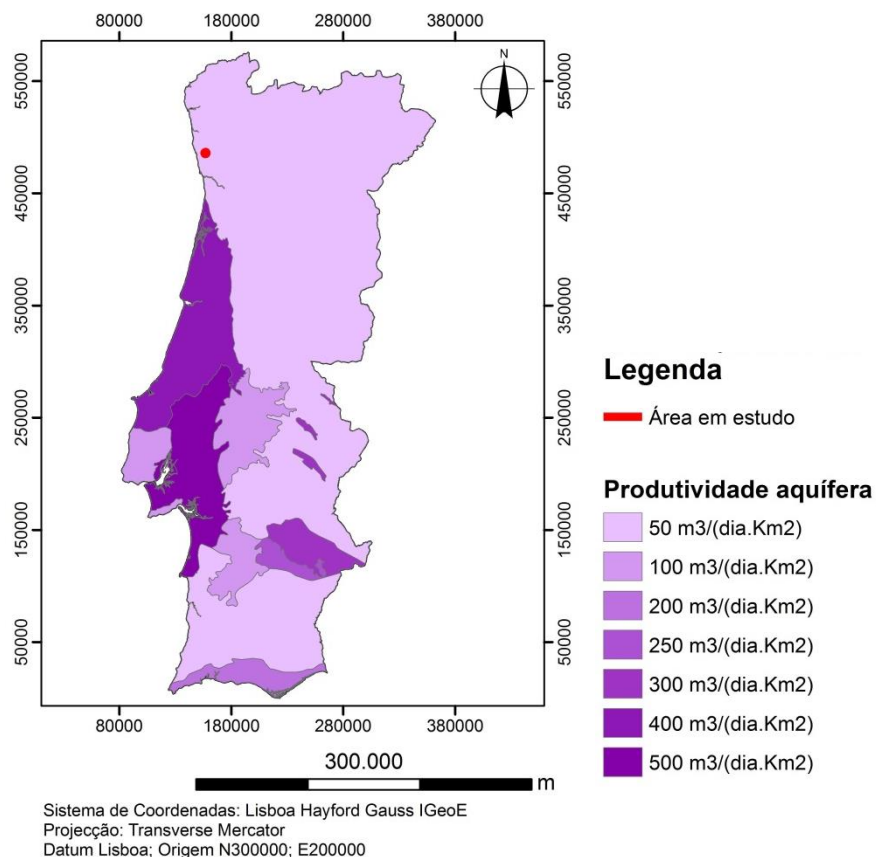 80000 180000 280000 380000
N
550000 550000
450000 450000
350000 350000
250000 250000
150000 150000
50000 50000
80000 180000 280000 380000
300.000
m
Sistema de Coordenadas: Lisboa Hayford Gauss IGeoE
Projecção: Transverse Mercator
Datum Lisboa; Origem N300000; E200000
Legenda
Área em estudo
Produtividade aquífera
50 m3/(dia.Km2)
100 m3/(dia.Km2)
200 m3/(dia.Km2)
250 m3/(dia.Km2)
300 m3/(dia.Km2)
400 m3/(dia.Km2)
500 m3/(dia.Km2)